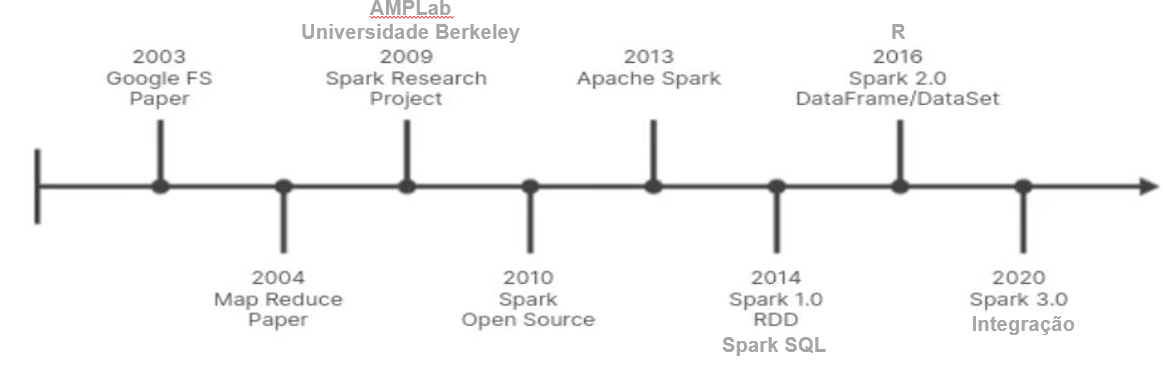 AMPLab
Universidade Berkeley
2003
Google FS
Paper
2009
Spark Research
Project
2013
Apache Spark
R
2016
Spark 2.0
DataFrame/DataSet
2004
Map Reduce
Paper
2010
Spark
Open Source
2014
Spark 1.0
RDD
Spark SQL
2020
Spark 3.0
Integração